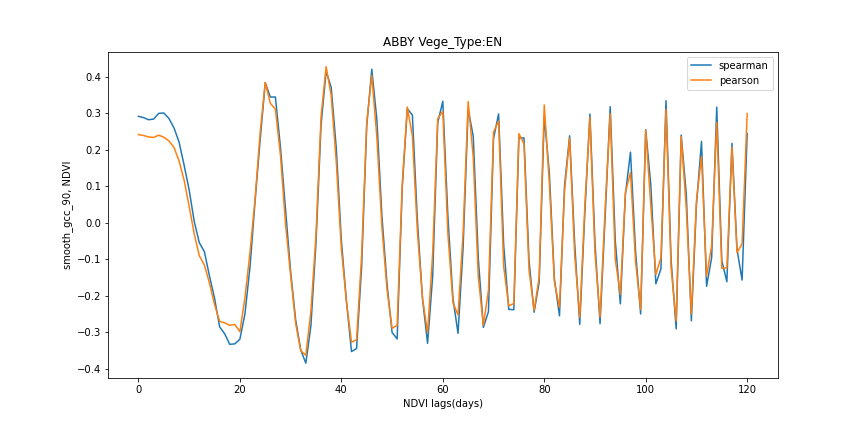 ABBY Vege_Type:EN
spearman
pearson
smooth_gcc_90, NDVI
0.4
0.3
0.2
0.1
0.0
−0.1
−0.2
−0.3
−0.4
0 20 40 60 80 100 120
NDVI lags(days)